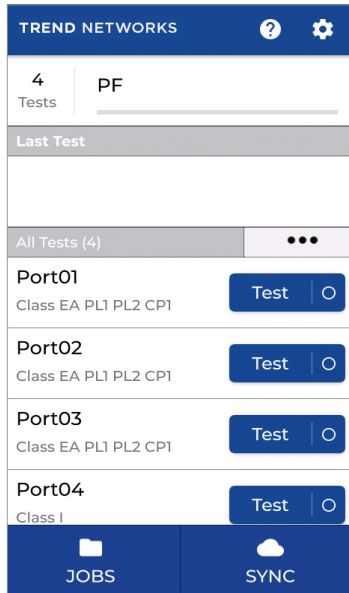 TREND NETWORKS
4
Tests
PF
Last Test
All Tests (4)
Port01
Class EA PL1 PL2 CP1
Test
Port02
Class EA PL1 PL2 CP1
Test
Port03
Class EA PL1 PL2 CP1
Test
Port04
Class I
Test
JOBS
SYNC